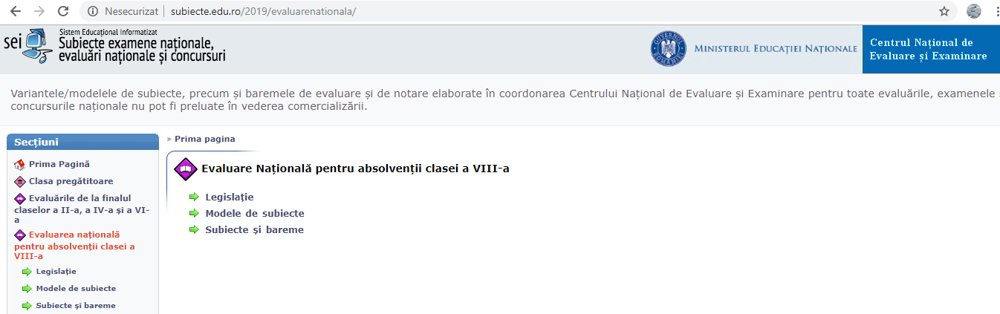 Nesecurizat
subiecte.edu.ro/2019/evaluarenationala/
sei
Sistem Educațional Informatizat
Subiecte examene naționale,
evaluări naționale și concursuri
GUVERNUL ROMÂNIEI
MINISTERUL EDUCAȚIEI NAȚIONALE
Centrul Național de
Evaluare și Examinare
Variantele/modelele de subiecte, precum și baremele de evaluare și de notare elaborate în coordonarea Centrului Național de Evaluare și Examinare pentru toate evaluările, examenele
concursurile naționale nu pot fi preluate în vederea comercializării.
Secțiuni
Prima Pagină
Clasa pregătitoare
Evaluările de la finalul
claselor a II-a, a IV-a și a VI-
a
Evaluarea națională
pentru absolvenții clasei a
VIII-a
Legislație
Modele de subiecte
Subiecte și bareme
» Prima pagina
Evaluare Națională pentru absolvenții clasei a VIII-a
Legislație
Modele de subiecte
Subiecte și bareme